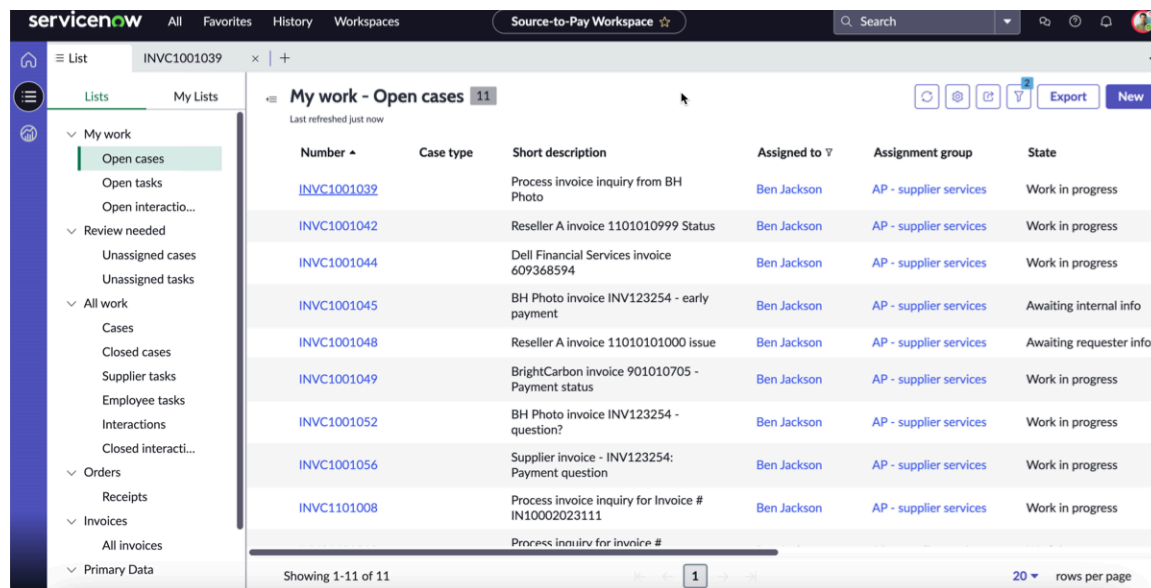 servicenow All Favorites History Workspaces Source-to-Pay Workspace Search
List INVC1001039
Lists My Lists
My work - Open cases 11
2
Export New
Last refreshed just now
My work
Open cases
Open tasks
Open interactio...
Review needed
Unassigned cases
Unassigned tasks
All work
Cases
Closed cases
Supplier tasks
Employee tasks
Interactions
Closed interacti...
Orders
Receipts
Invoices
All invoices
Primary Data
Number Case type Short description Assigned to Assignment group State
INVC1001039 Process invoice inquiry from BH Photo Ben Jackson AP - supplier services Work in progress
INVC1001042 Reseller A invoice 1101010999 Status Ben Jackson AP - supplier services Work in progress
INVC1001044 Dell Financial Services invoice 609368594 Ben Jackson AP - supplier services Work in progress
INVC1001045 BH Photo invoice INV123254 - early payment Ben Jackson AP - supplier services Awaiting internal info
INVC1001048 Reseller A invoice 11010101000 issue Ben Jackson AP - supplier services Awaiting requester info
INVC1001049 BrightCarbon invoice 901010705 - Payment status Ben Jackson AP - supplier services Work in progress
INVC1001052 BH Photo invoice INV123254 - question? Ben Jackson AP - supplier services Work in progress
INVC1001056 Supplier invoice - INV123254: Payment question Ben Jackson AP - supplier services Work in progress
INVC1101008 Process invoice inquiry for Invoice # IN10002023111 Ben Jackson AP - supplier services Work in progress
Process inquiry for invoice #
Showing 1-11 of 11 1 20 rows per page